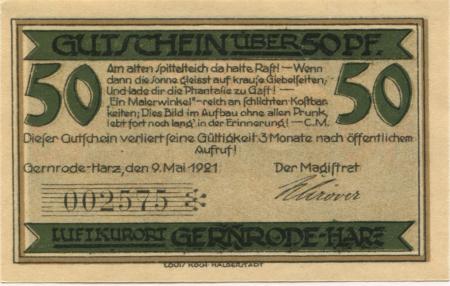 GUTSCHEIN ÜBER 50 PF.
50
50
Am alten Spittelteich da halte Rast! — Wenn
dann die Sonne gleisst auf krause Giebelseiten,
Und lade dir die Phantasie zu Gast! —
"Ein Malerwinkel"-reich an schlichten Kostbar-
keiten; Dies Bild im Aufbau ohne allen Prunk,
lebt fort noch lang' in der Erinnerung! — C.M.
Dieser Gutschein verliert seine Gültigkeit 3 Monate nach öffentlichem
Aufruf!
Gernrode-Harz, den 9. Mai 1921
Der Magistrat
002575
LUFTKURORT GERNRODE-HARZ
LOUIS KOCH HALBERSTADT